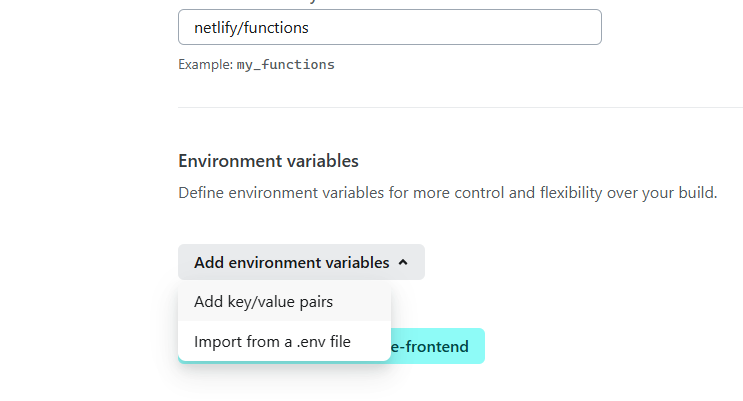 netlify/functions
Example: my_functions
Environment variables
Define environment variables for more control and flexibility over your build.
Add environment variables
Add key/value pairs
Import from a .env file
e-frontend